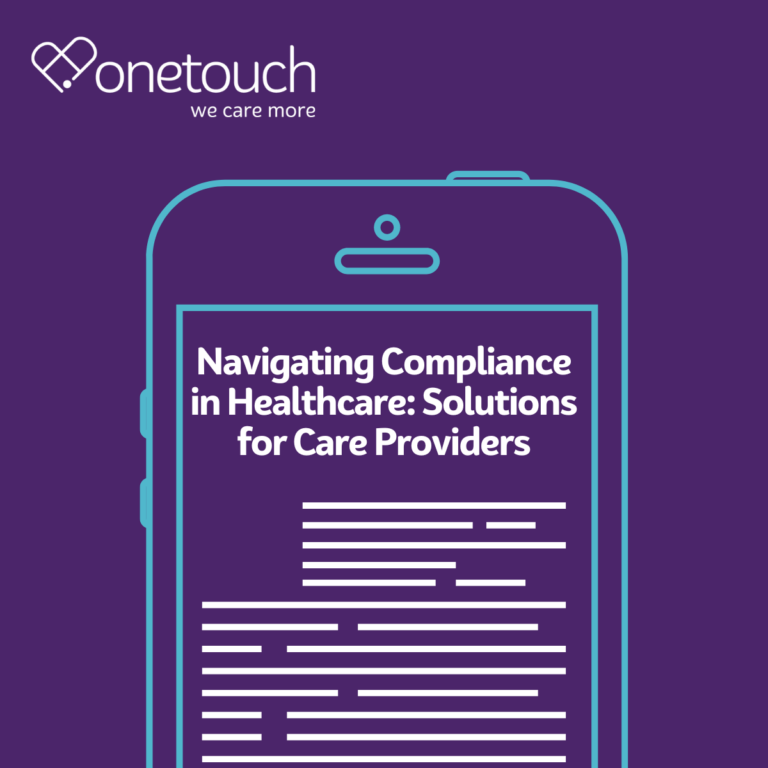 onetouch
we care more
Navigating Compliance
in Healthcare: Solutions
for Care Providers